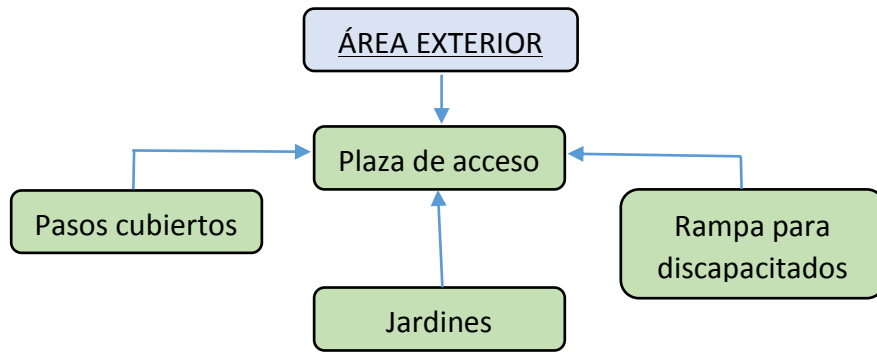 ÁREA EXTERIOR
Plaza de acceso
Pasos cubiertos
Rampa para
discapacitados
Jardines